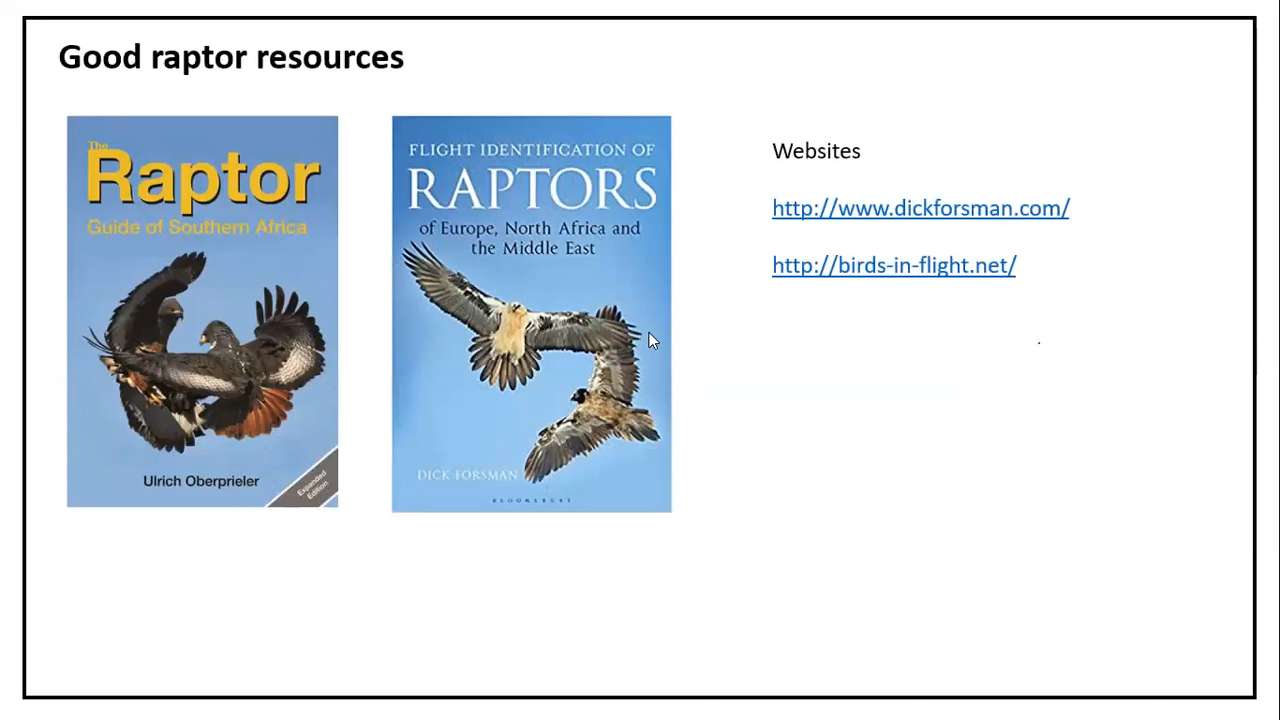 Good raptor resources
The
Raptor
Guide of Southern Africa
Ulrich Oberprieler
Expanded
Edition
FLIGHT IDENTIFICATION OF
RAPTORS
of Europe, North Africa and
the Middle East
DICK FORSMAN
BLOOMSBURY
Websites
http://www.dickforsman.com/
http://birds-in-flight.net/